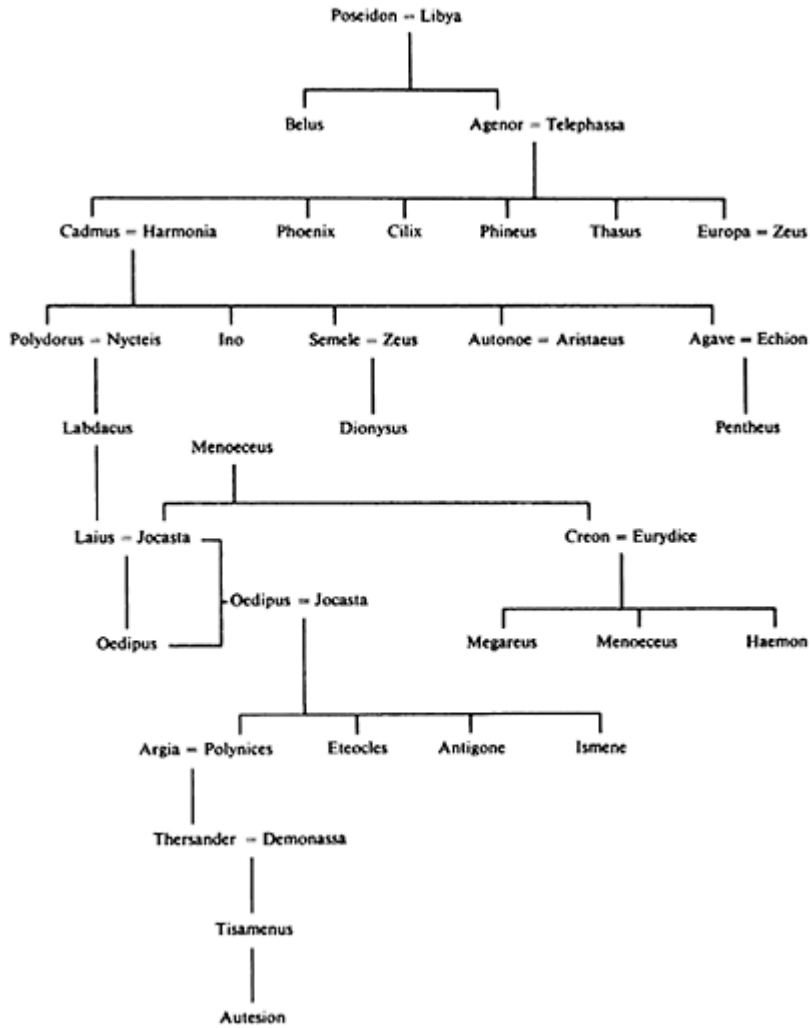 Poseidon = Libya
Belus Agenor = Telephassa
Cadmus = Harmonia Phoenix Cilix Phineus Thasus Europa = Zeus
Polydorus = Nycteis Ino Semele = Zeus Autonoe = Aristaeus Agave = Echion
Labdacus Dionysus Pentheus
Menoeceus
Laius = Jocasta Creon = Eurydice
Oedipus = Jocasta
Oedipus Megareus Menoeceus Haemon
Argia = Polynices Eteocles Antigone Ismene
Thersander = Demonassa
Tisamenus
Autesion